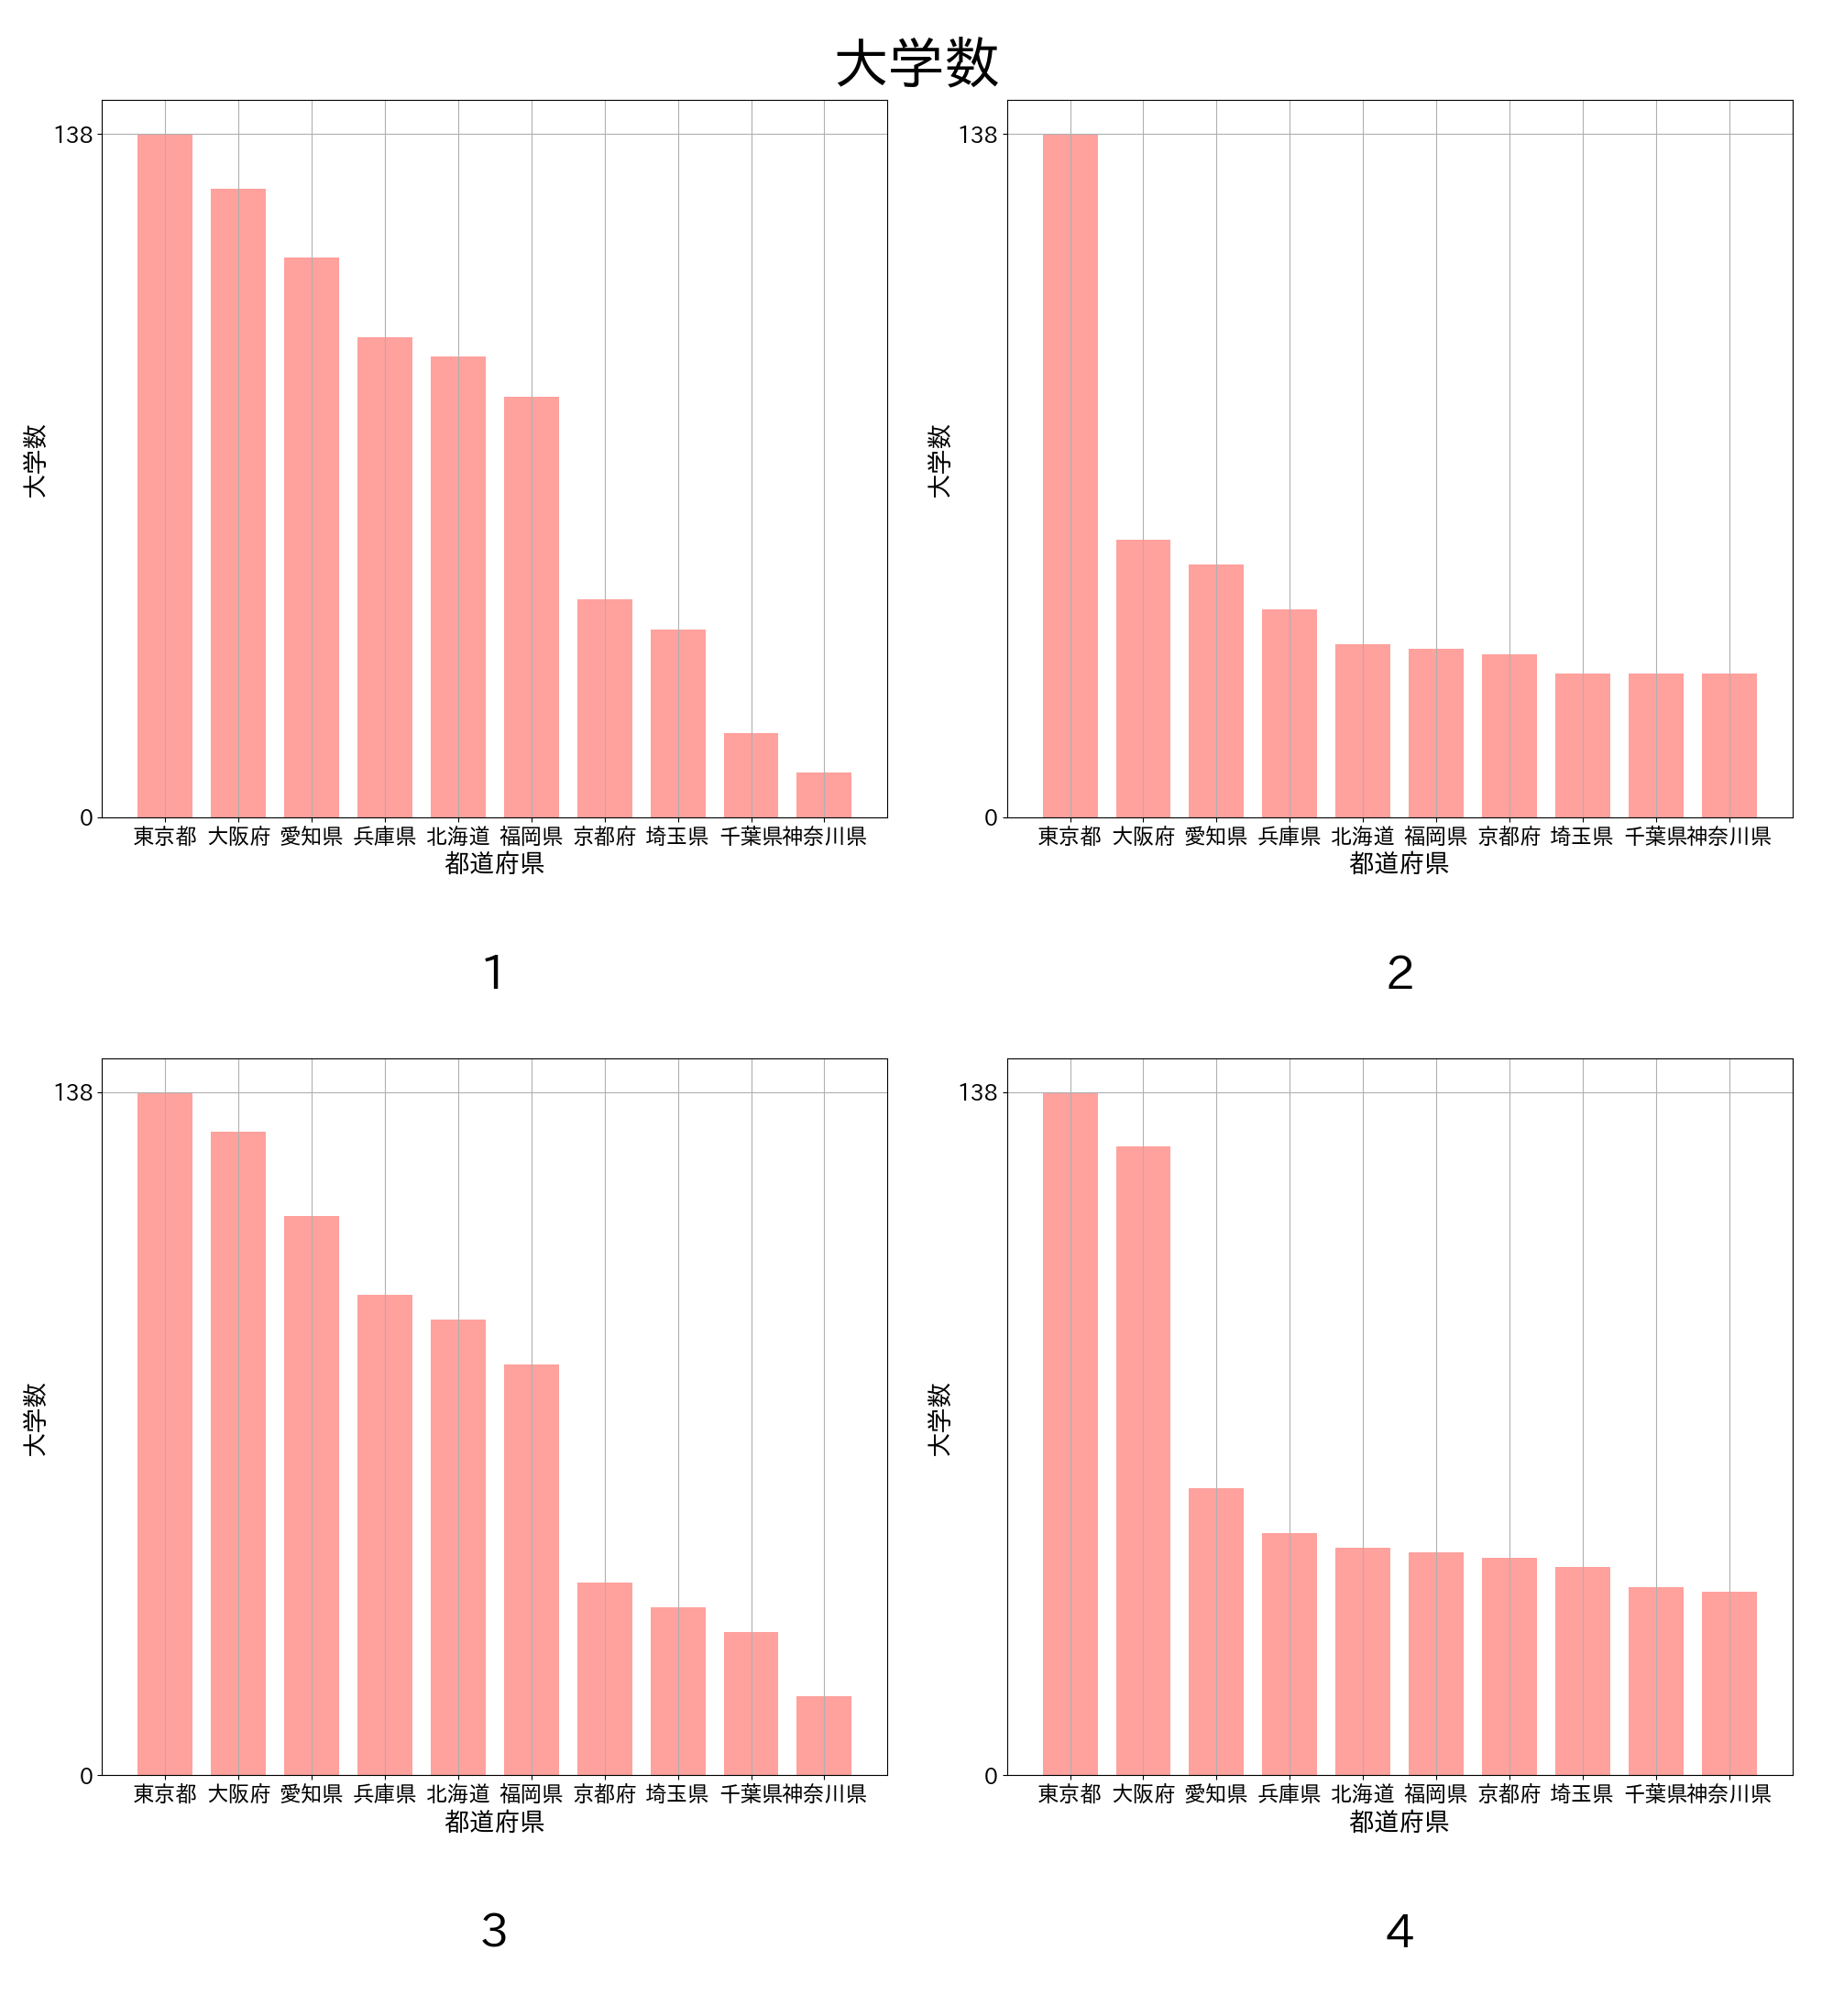 大学数
138
0
大学数
東京都 大阪府 愛知県 兵庫県 北海道 福岡県 京都府 埼玉県 千葉県 神奈川県
都道府県
1
138
0
大学数
東京都 大阪府 愛知県 兵庫県 北海道 福岡県 京都府 埼玉県 千葉県 神奈川県
都道府県
2
138
0
大学数
東京都 大阪府 愛知県 兵庫県 北海道 福岡県 京都府 埼玉県 千葉県 神奈川県
都道府県
3
138
0
大学数
東京都 大阪府 愛知県 兵庫県 北海道 福岡県 京都府 埼玉県 千葉県 神奈川県
都道府県
4